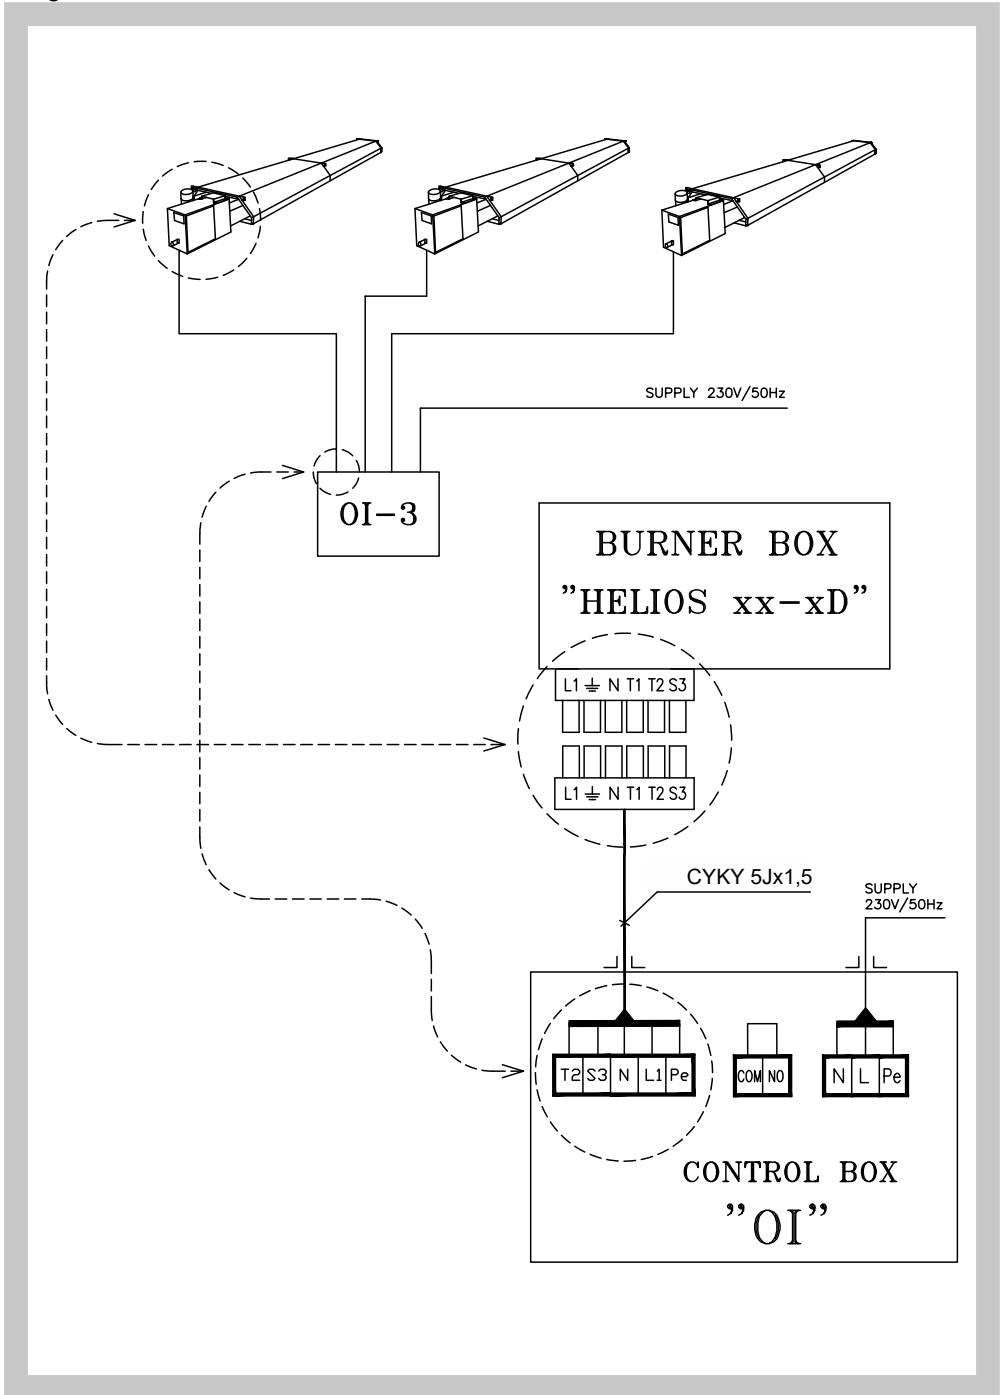 SUPPLY 230V/50Hz
OI-3
BURNER BOX
"HELIOS xx-xD"
L1 ⏚ N T1 T2 S3
L1 ⏚ N T1 T2 S3
CYKY 5Jx1,5
SUPPLY
230V/50Hz
T2 S3 N L1 Pe
COM NO
N L Pe
CONTROL BOX
"OI"